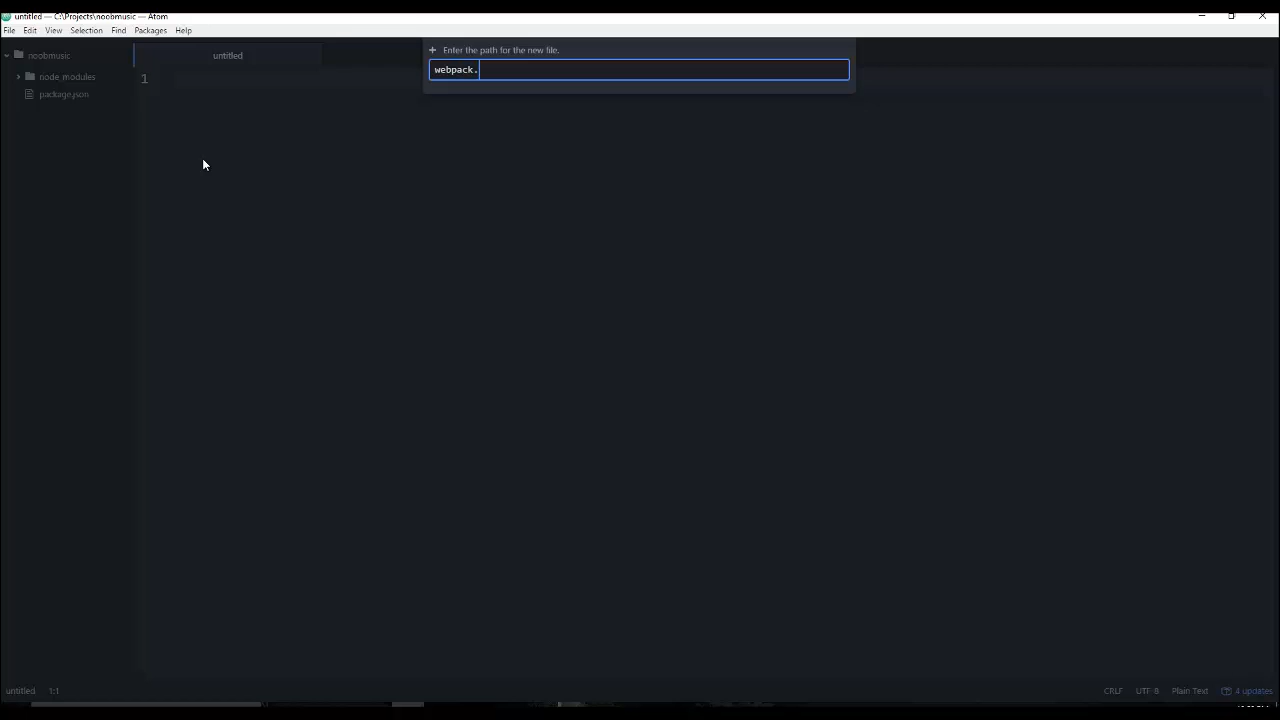 untitled — C:\Projects\noobmusic — Atom
File Edit View Selection Find Packages Help
noobmusic
untitled
Enter the path for the new file.
webpack.
node_modules
package.json
1
untitled 1:1
CRLF UTF-8 Plain Text 4 updates